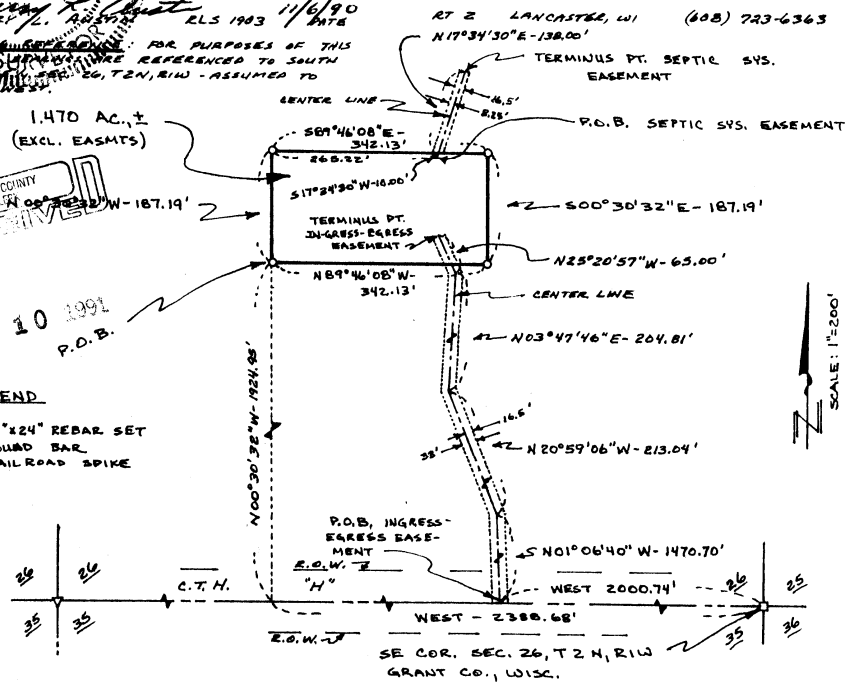 RLS 1903 11/6/90
DATE
RT 2 LANCASTER, WI (608) 723-6363
REFERENCE: FOR PURPOSES OF THIS
ARE REFERENCED TO SOUTH
26, T2N, R1W - ASSUMED TO
WEST.
N17°34'30"E-138.00'
TERMINUS PT. SEPTIC SYS.
EASEMENT
16.5'
8.25'
CENTER LINE
P.O.B. SEPTIC SYS. EASEMENT
1.470 AC.,±
(EXCL. EASMTS)
S89°46'08"E-
342.13'
265.22'
S17°34'30"W-18.00'
COUNTY
N 00°30'32"W-187.19'
S00°30'32"E-187.19'
TERMINUS PT.
IN-GRESS-EGRESS
EASEMENT
N25°20'57"W-65.00'
N89°46'08"W-
342.13'
CENTER LINE
10 1991
P.O.B.
N03°47'46"E-204.81'
SCALE: 1"=200'
N
N00°30'32"W-1924.95'
END
"x24" REBAR SET
BAR
RAILROAD SPIKE
16.5'
33'
N20°59'06"W-213.04'
P.O.B, INGRESS-
EGRESS EASE-
MENT
S N01°06'40"W-1470.70'
R.O.W.
C.T.H. "H"
WEST 2000.74'
26 26
26 25
WEST - 2388.68'
35 35
35 36
R.O.W.
SE COR. SEC. 26, T2N, R1W
GRANT CO., WISC.